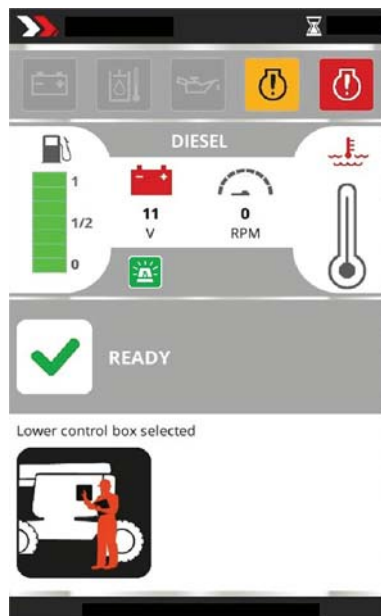 DIESEL
1
1/2
0
11
V
0
RPM
READY
Lower control box selected